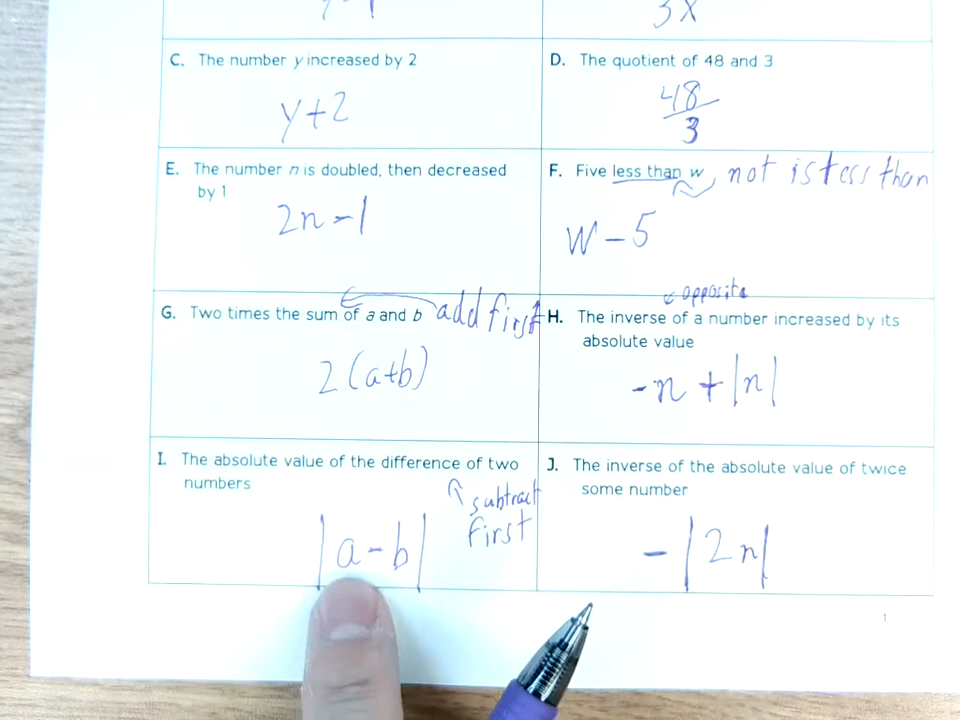 y-1
3x
C. The number y increased by 2
y+2
D. The quotient of 48 and 3
48
3
E. The number n is doubled, then decreased
by 1
2n-1
F. Five less than w, not is less than
w-5
G. Two times the sum of a and b add first
2(a+b)
opposite
H. The inverse of a number increased by its
absolute value
-n+|n|
I. The absolute value of the difference of two
numbers
subtract
first
|a-b|
J. The inverse of the absolute value of twice
some number
-|2n|
1